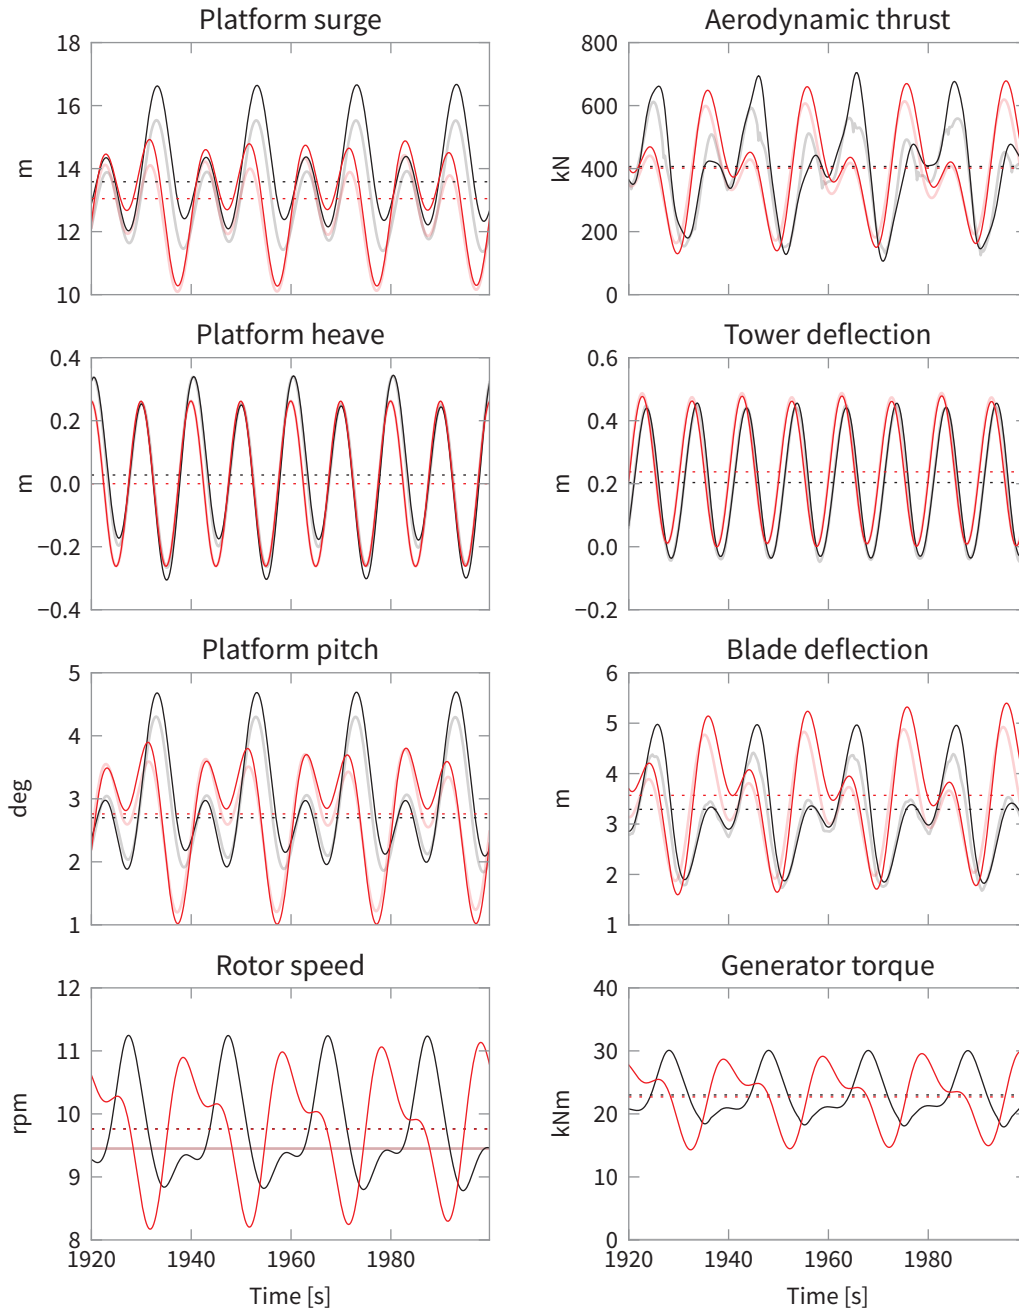 Platform surge
Aerodynamic thrust
18
16
14
12
10
m
800
600
400
200
0
kN
Platform heave
Tower deflection
0.4
0.2
0.0
−0.2
−0.4
m
0.6
0.4
0.2
0.0
−0.2
m
Platform pitch
Blade deflection
5
4
3
2
1
deg
6
5
4
3
2
1
m
Rotor speed
Generator torque
12
11
10
9
8
rpm
40
30
20
10
0
kNm
1920 1940 1960 1980
1920 1940 1960 1980
Time [s]
Time [s]